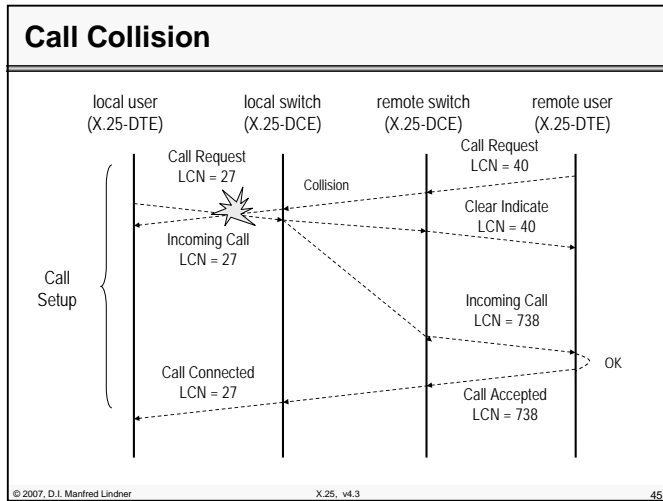 Call Collision
local user
(X.25-DTE)
local switch
(X.25-DCE)
remote switch
(X.25-DCE)
remote user
(X.25-DTE)
Call Request
LCN = 27
Collision
Call Request
LCN = 40
Incoming Call
LCN = 27
Clear Indicate
LCN = 40
Call
Setup
Incoming Call
LCN = 738
OK
Call Connected
LCN = 27
Call Accepted
LCN = 738
© 2007, D.I. Manfred Lindner
X.25, v4.3
45